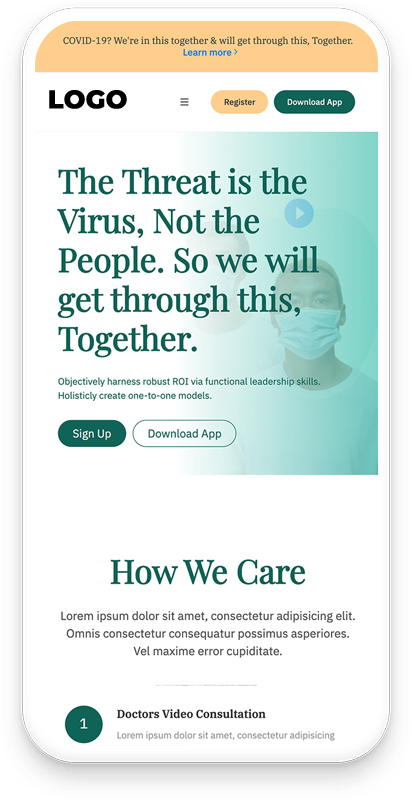 COVID-19? We're in this together & will get through this, Together.
Learn more >
LOGO
Register
Download App
The Threat is the
Virus, Not the
People. So we will
get through this,
Together.
Objectively harness robust ROI via functional leadership skills.
Holisticly create one-to-one models.
Sign Up
Download App
How We Care
Lorem ipsum dolor sit amet, consectetur adipisicing elit.
Omnis consectetur consequatur possimus asperiores.
Vel maxime error cupiditate.
1
Doctors Video Consultation
Lorem ipsum dolor sit amet, consectetur adipisicing